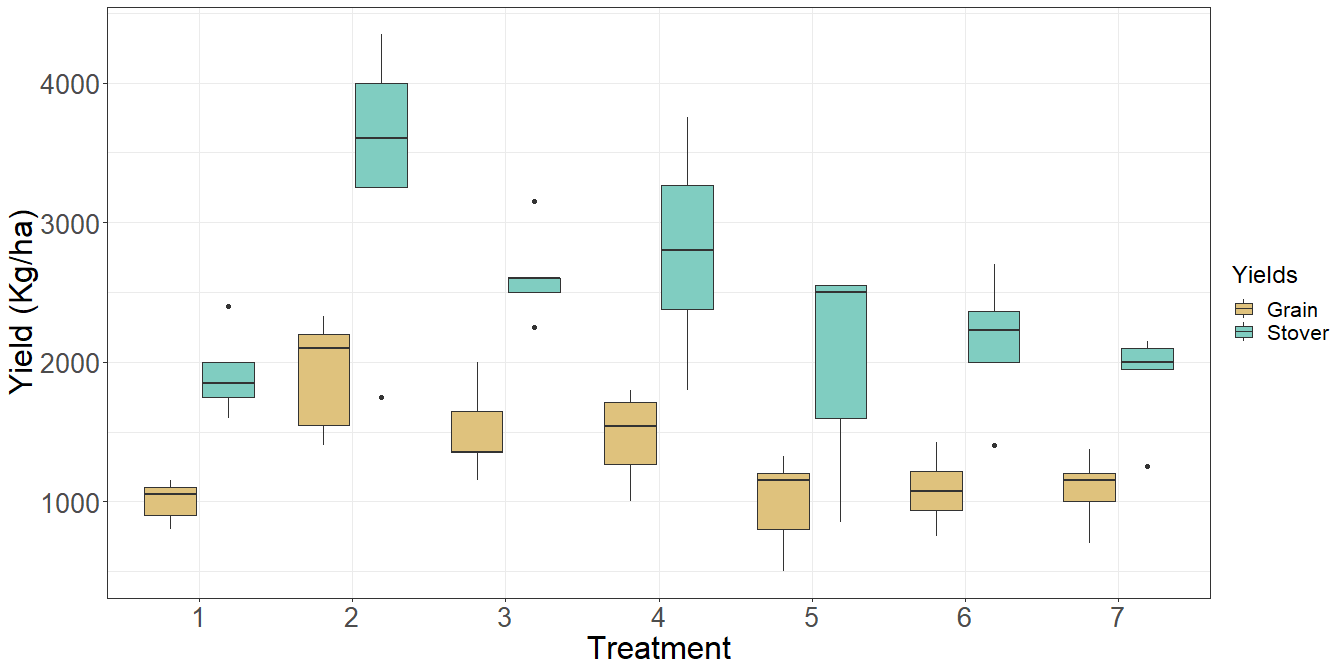 Yield (Kg/ha)
4000
3000
2000
1000
1 2 3 4 5 6 7
Treatment
Yields
Grain
Stover